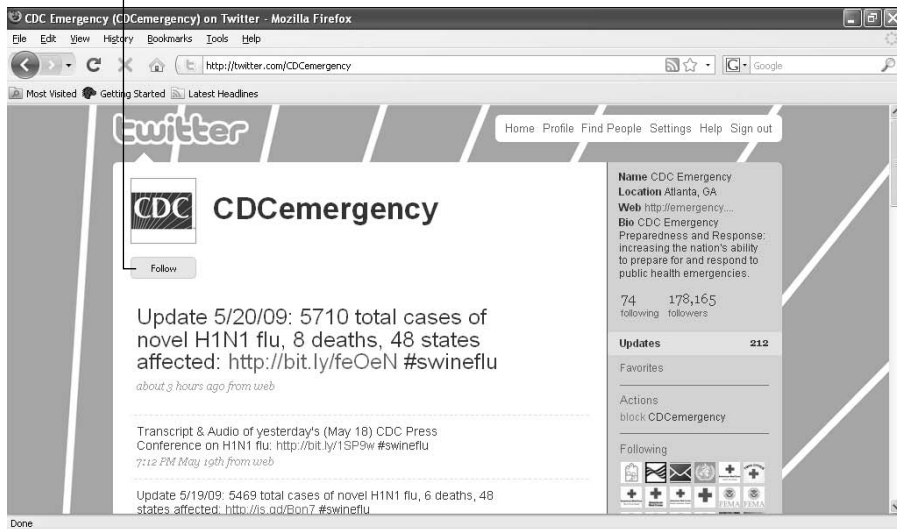 CDC Emergency (CDCemergency) on Twitter - Mozilla Firefox
File Edit View History Bookmarks Tools Help
http://twitter.com/CDCemergency
G Google
Most Visited Getting Started Latest Headlines
twitter
Home Profile Find People Settings Help Sign out
CDC
CDCemergency
Follow
Update 5/20/09: 5710 total cases of
novel H1N1 flu, 8 deaths, 48 states
affected: http://bit.ly/feOeN #swineflu
about 3 hours ago from web
Transcript & Audio of yesterday's (May 18) CDC Press
Conference on H1N1 flu: http://bit.ly/1SP9w #swineflu
7:12 PM May 19th from web
Update 5/19/09: 5469 total cases of novel H1N1 flu, 6 deaths, 48
states affected: http://is.gd/Bon7 #swineflu
Name CDC Emergency
Location Atlanta, GA
Web http://emergency....
Bio CDC Emergency
Preparedness and Response:
increasing the nation's ability
to prepare for and respond to
public health emergencies.
74 178,165
following followers
Updates 212
Favorites
Actions
block CDCemergency
Following
FEMA FEMA
Done